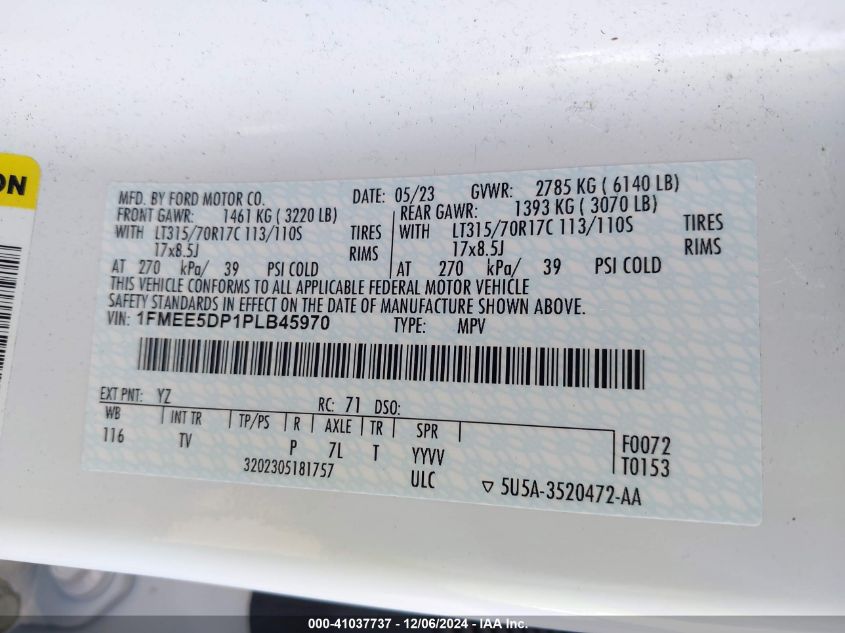 ON
MFD. BY FORD MOTOR CO. DATE: 05/23 GVWR: 2785 KG ( 6140 LB)
FRONT GAWR: 1461 KG ( 3220 LB) REAR GAWR: 1393 KG ( 3070 LB)
WITH LT315/70R17C 113/110S TIRES WITH LT315/70R17C 113/110S TIRES
17x8.5J RIMS 17x8.5J RIMS
AT 270 kPa/ 39 PSI COLD AT 270 kPa/ 39 PSI COLD
THIS VEHICLE CONFORMS TO ALL APPLICABLE FEDERAL MOTOR VEHICLE
SAFETY STANDARDS IN EFFECT ON THE DATE OF MANUFACTURE SHOWN ABOVE.
VIN: 1FMEE5DP1PLB45970 TYPE: MPV
EXT PNT: YZ RC: 71 DSO:
WB INT TR TP/PS R AXLE TR SPR F0072
116 TV P 7L T YYVV T0153
3202305181757 ULC ▽ 5U5A-3520472-AA
000-41037737 - 12/06/2024 - IAA Inc.